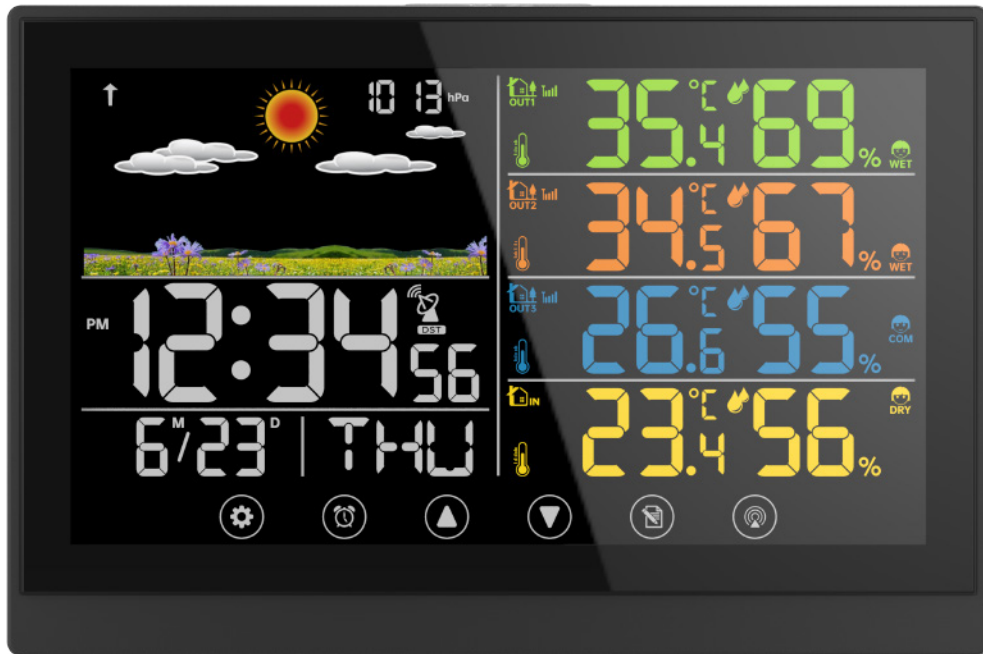 1013 hPa
PM 12:34 56
DST
6/23 M D THU
OUT1 35.4 °C 69% WET
OUT2 34.5 °C 67% WET
OUT3 26.6 °C 55% COM
IN 23.4 °C 56% DRY